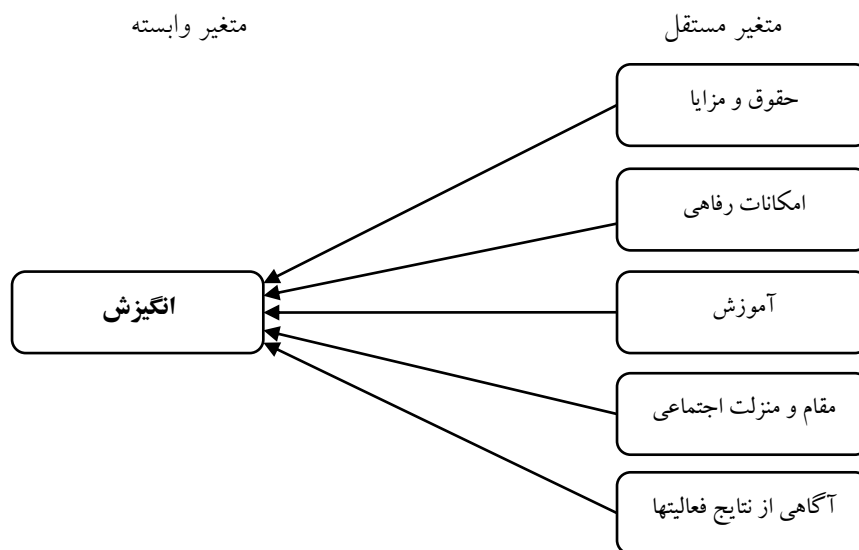 متغیر مستقل
متغیر وابسته
حقوق و مزایا
امکانات رفاهی
آموزش
انگیزش
مقام و منزلت اجتماعی
آگاهی از نتایج فعالیتها